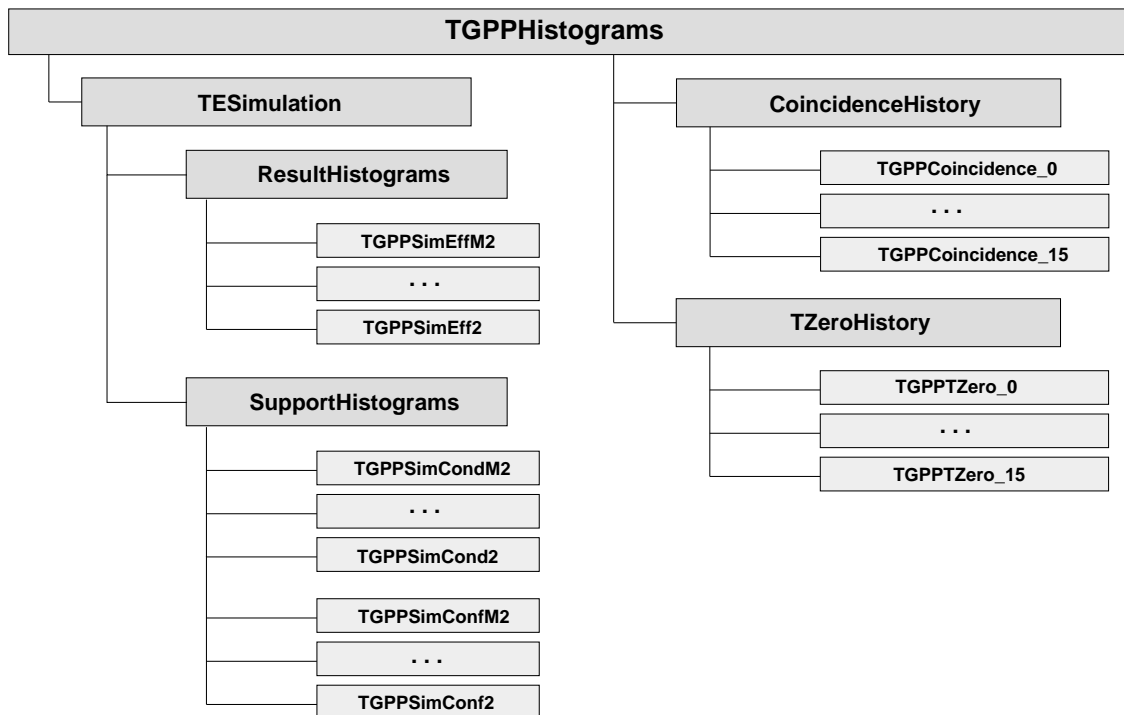 TGPPHistograms
TESimulation
ResultHistograms
TGPPSimEffM2
. . .
TGPPSimEff2
SupportHistograms
TGPPSimCondM2
. . .
TGPPSimCond2
TGPPSimConfM2
. . .
TGPPSimConf2
CoincidenceHistory
TGPPCoincidence_0
. . .
TGPPCoincidence_15
TZeroHistory
TGPPTZero_0
. . .
TGPPTZero_15